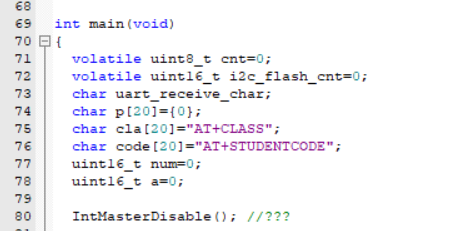 68
69 int main(void)
70 {
71 volatile uint8_t cnt=0;
72 volatile uint16_t i2c_flash_cnt=0;
73 char uart_receive_char;
74 char p[20]={0};
75 char cla[20]="AT+CLASS";
76 char code[20]="AT+STUDENTCODE";
77 uint16_t num=0;
78 uint16_t a=0;
79
80 IntMasterDisable(); //???